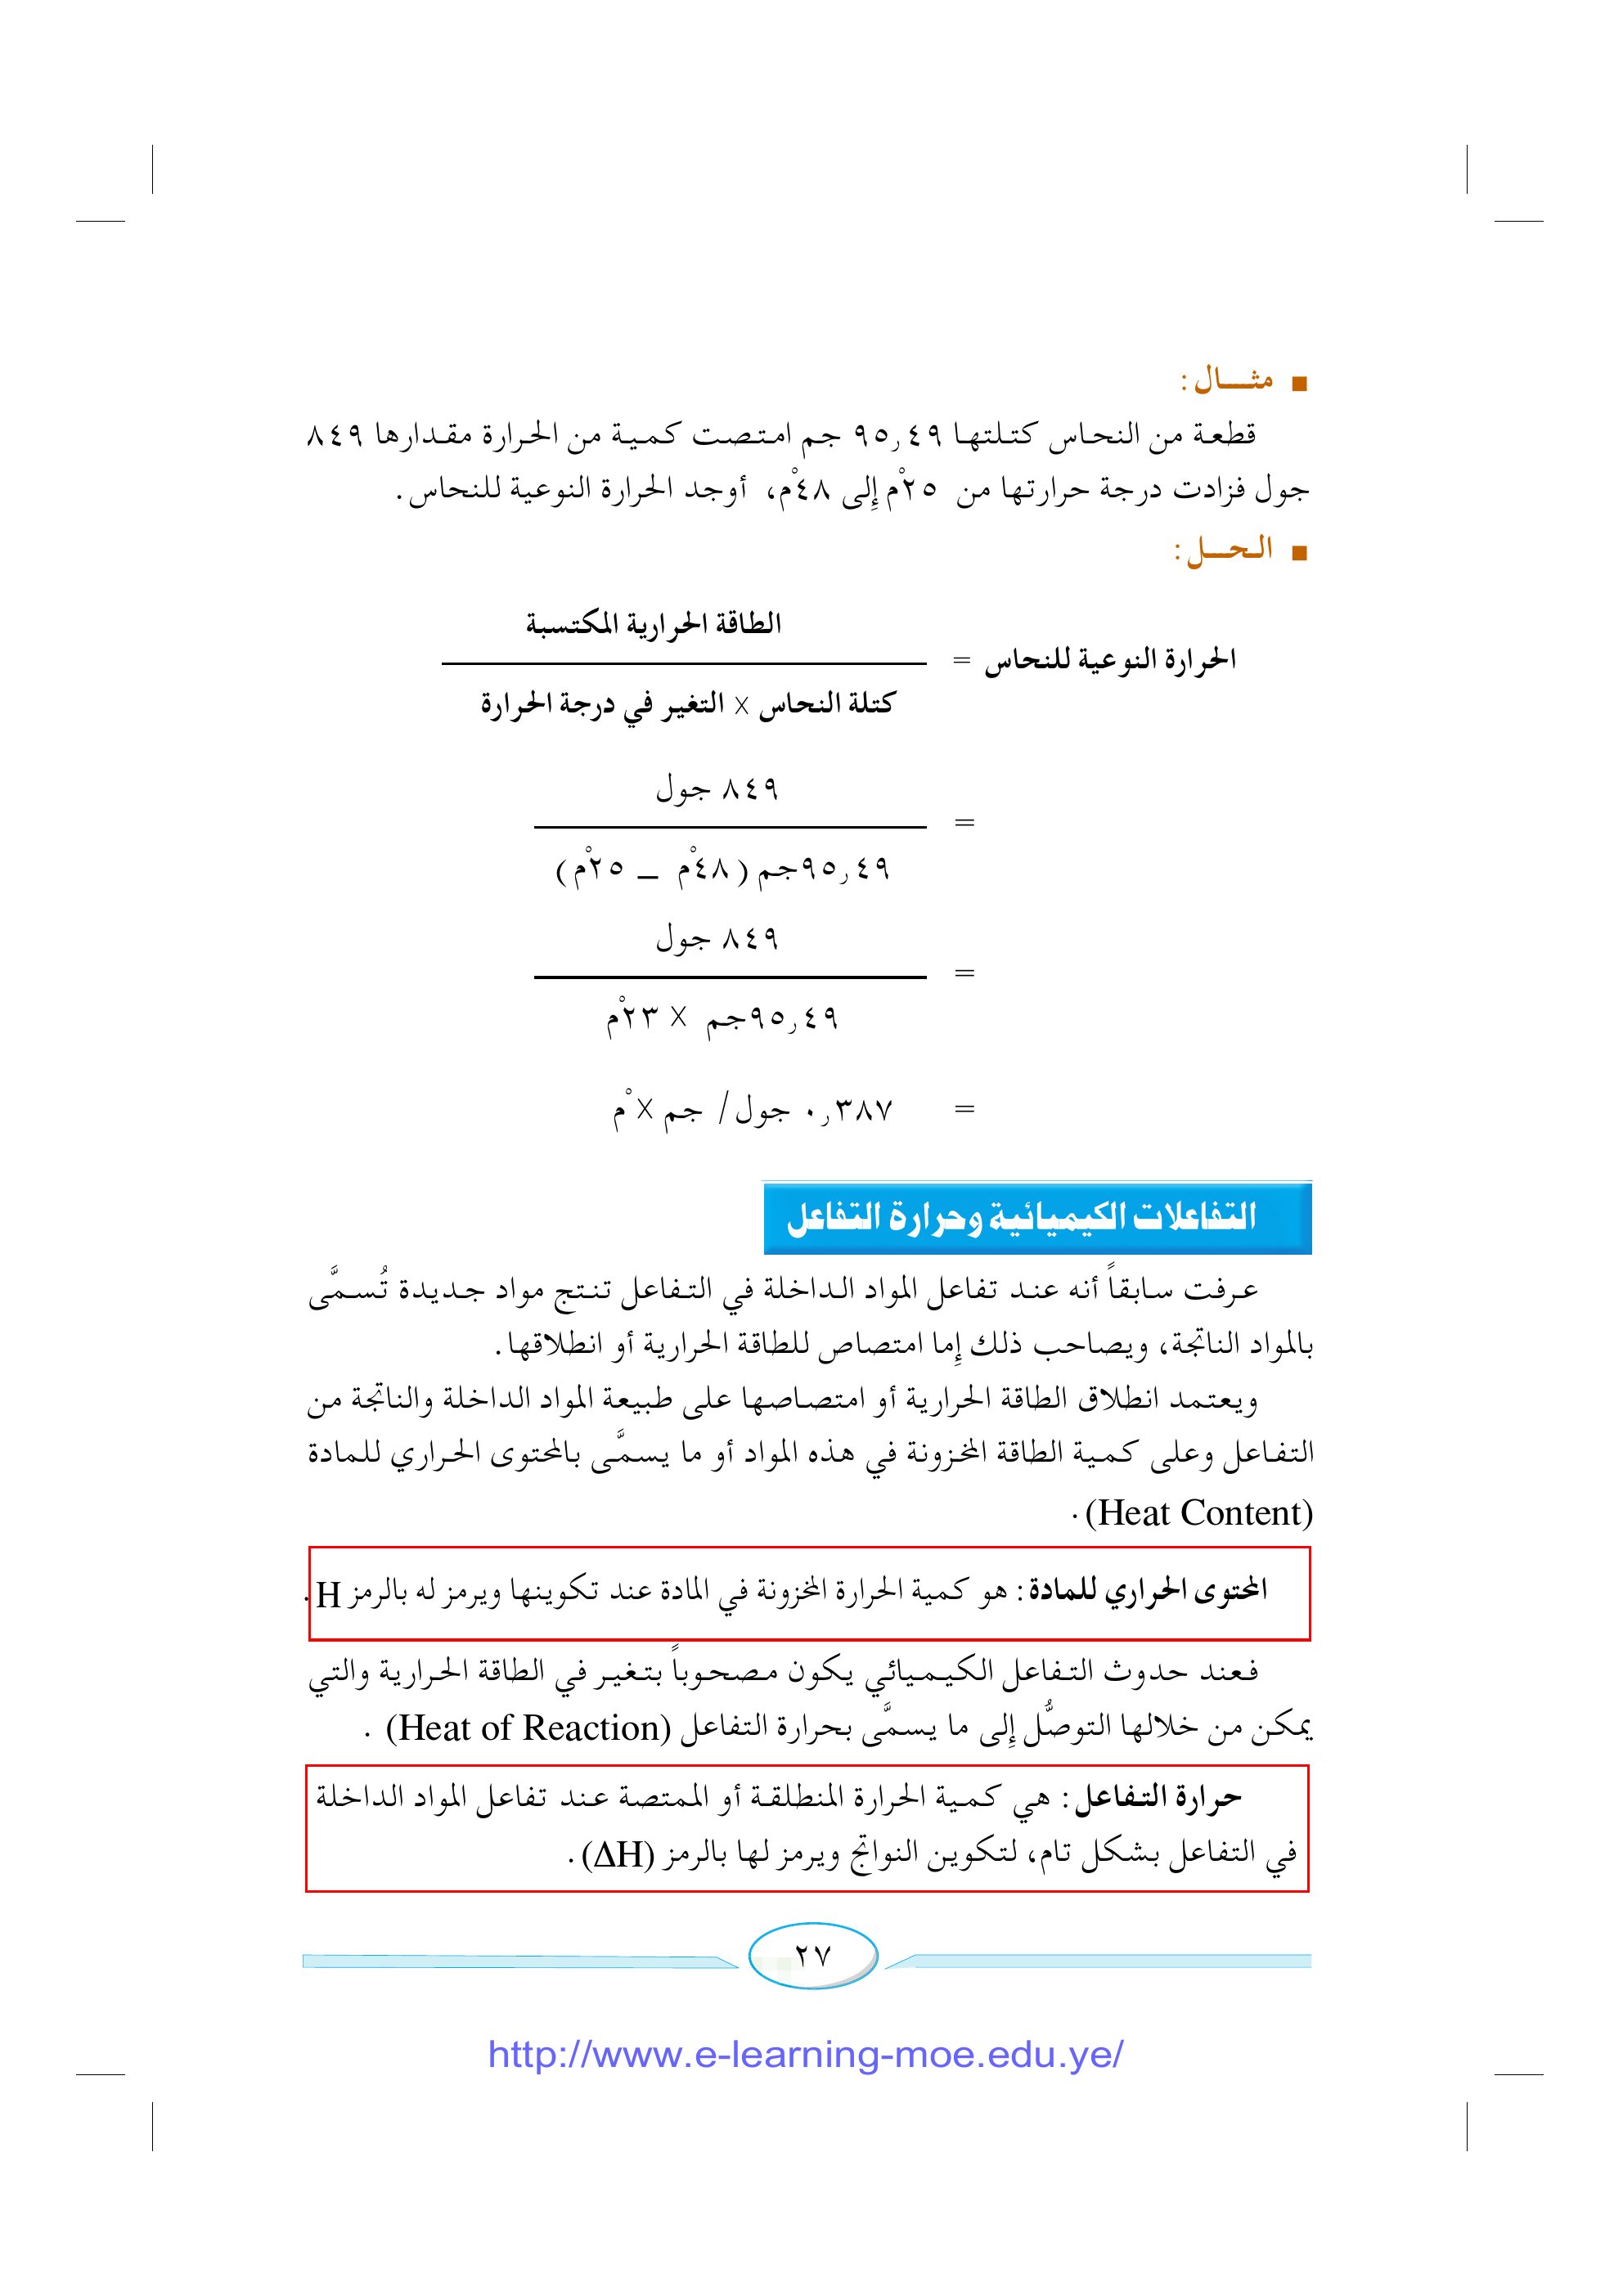 ■ مثـــال :
قطعة من النحاس كتلتها ٩٥٫٤٩ جم امتصت كمية من الحرارة مقدارها ٨٤٩
جول فزادت درجة حرارتها من ٢٥ْم إِلى ٤٨ْم، أوجد الحرارة النوعية للنحاس.
■ الـحـــل :
الطاقة الحرارية المكتسبة
الحرارة النوعية للنحاس =
كتلة النحاس × التغير في درجة الحرارة
٨٤٩ جول
=
٩٥٫٤٩جم (٤٨ْم – ٢٥ْم)
٨٤٩ جول
=
٩٥٫٤٩جم × ٢٣ْم
= ٠٫٣٨٧ جول/ جم × ْم
التفاعلات الكيميائية وحرارة التفاعل
عرفت سابقاً أنه عند تفاعل المواد الداخلة في التفاعل تنتج مواد جديدة تُسمَّى
بالمواد الناتجة، ويصاحب ذلك إِما امتصاص للطاقة الحرارية أو انطلاقها.
ويعتمد انطلاق الطاقة الحرارية أو امتصاصها على طبيعة المواد الداخلة والناتجة من
التفاعل وعلى كمية الطاقة المخزونة في هذه المواد أو ما يسمَّى بالمحتوى الحراري للمادة
(Heat Content).
المحتوى الحراري للمادة : هو كمية الحرارة المخزونة في المادة عند تكوينها ويرمز له بالرمز H.
فعند حدوث التفاعل الكيميائي يكون مصحوباً بتغير في الطاقة الحرارية والتي
يمكن من خلالها التوصُّل إِلى ما يسمَّى بحرارة التفاعل (Heat of Reaction) .
حرارة التفاعل : هي كمية الحرارة المنطلقة أو الممتصة عند تفاعل المواد الداخلة
في التفاعل بشكل تام، لتكوين النواتج ويرمز لها بالرمز (ΔH).
٢٧
http://www.e-learning-moe.edu.ye/